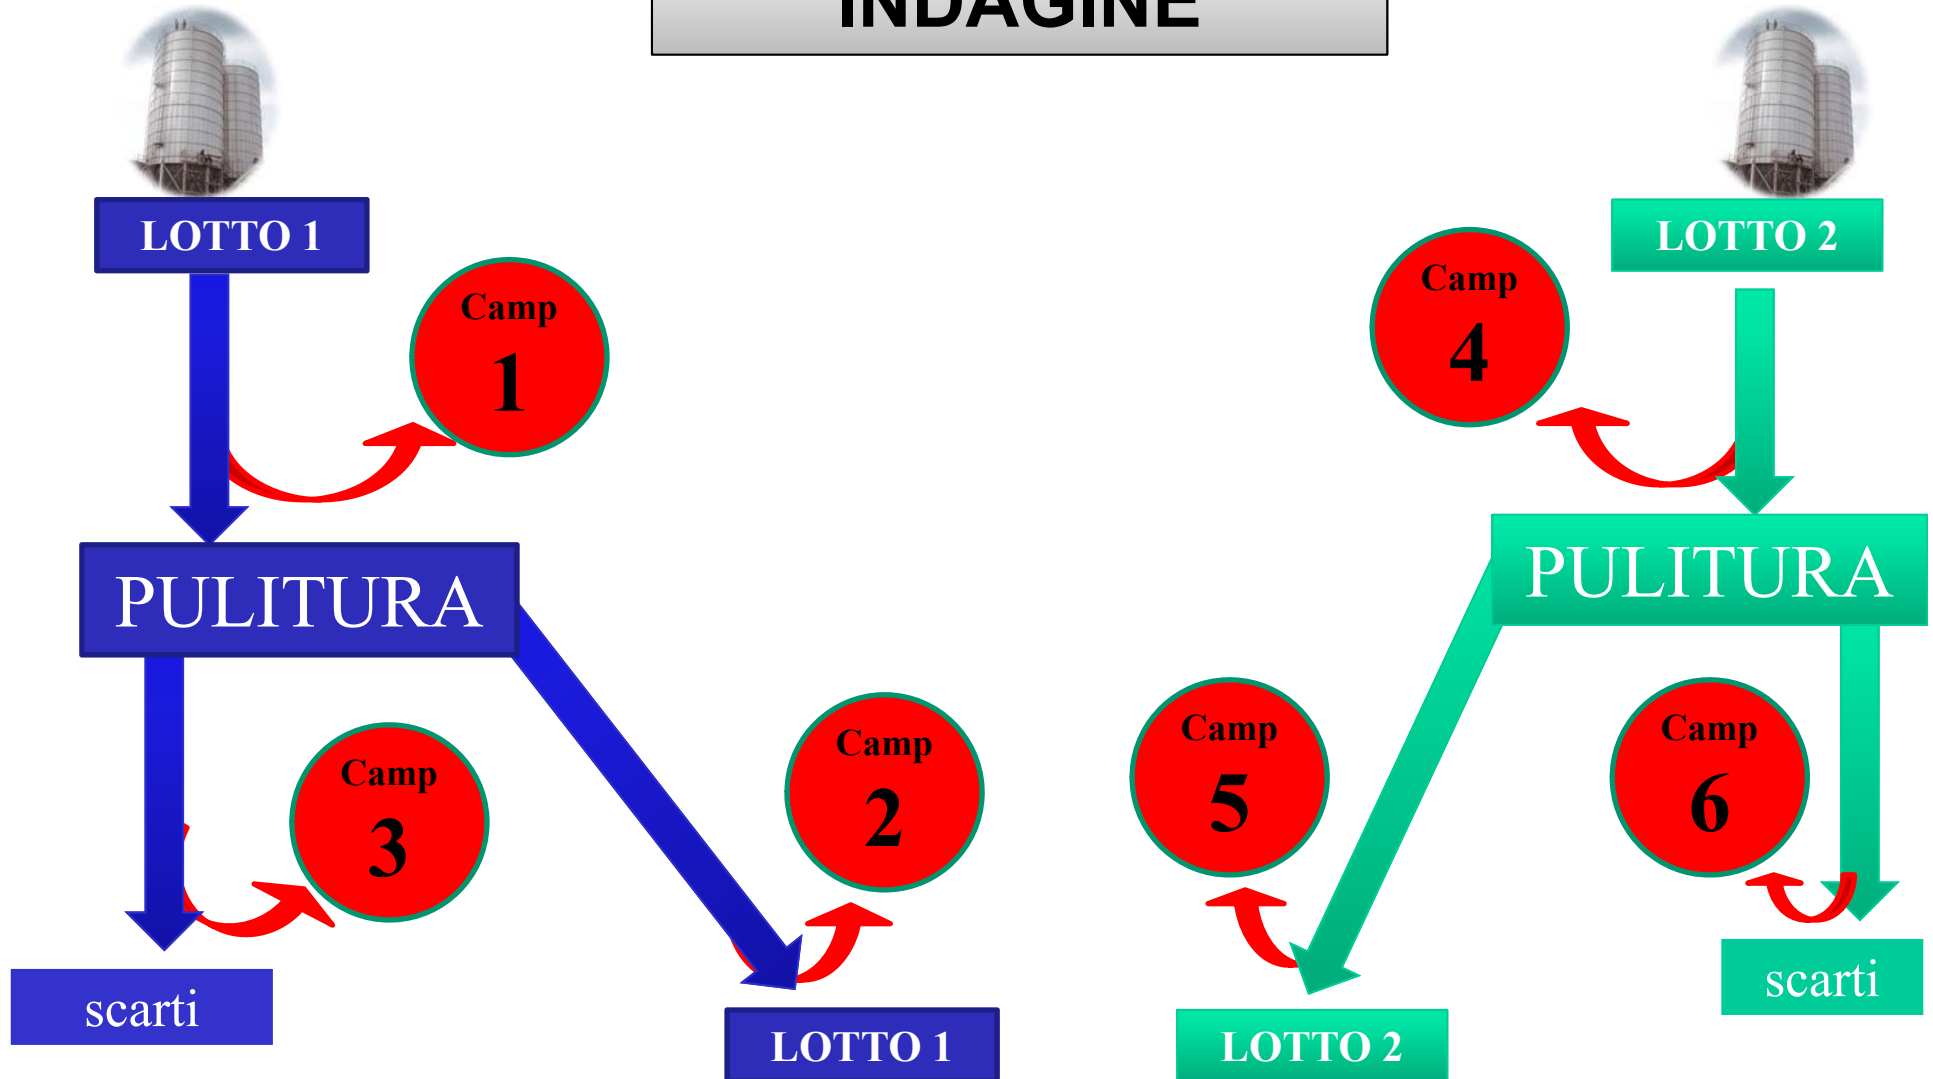 INDAGINE
LOTTO 1
LOTTO 2
Camp
1
Camp
4
PULITURA
PULITURA
Camp
3
Camp
2
Camp
5
Camp
6
scarti
LOTTO 1
LOTTO 2
scarti